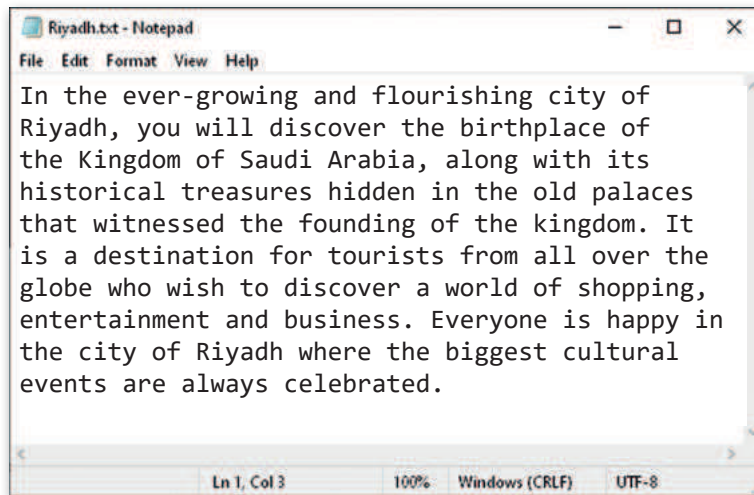 Riyadh.txt - Notepad
File Edit Format View Help
In the ever-growing and flourishing city of
Riyadh, you will discover the birthplace of
the Kingdom of Saudi Arabia, along with its
historical treasures hidden in the old palaces
that witnessed the founding of the kingdom. It
is a destination for tourists from all over the
globe who wish to discover a world of shopping,
entertainment and business. Everyone is happy in
the city of Riyadh where the biggest cultural
events are always celebrated.
Ln 1, Col 3 100% Windows (CRLF) UTF-8